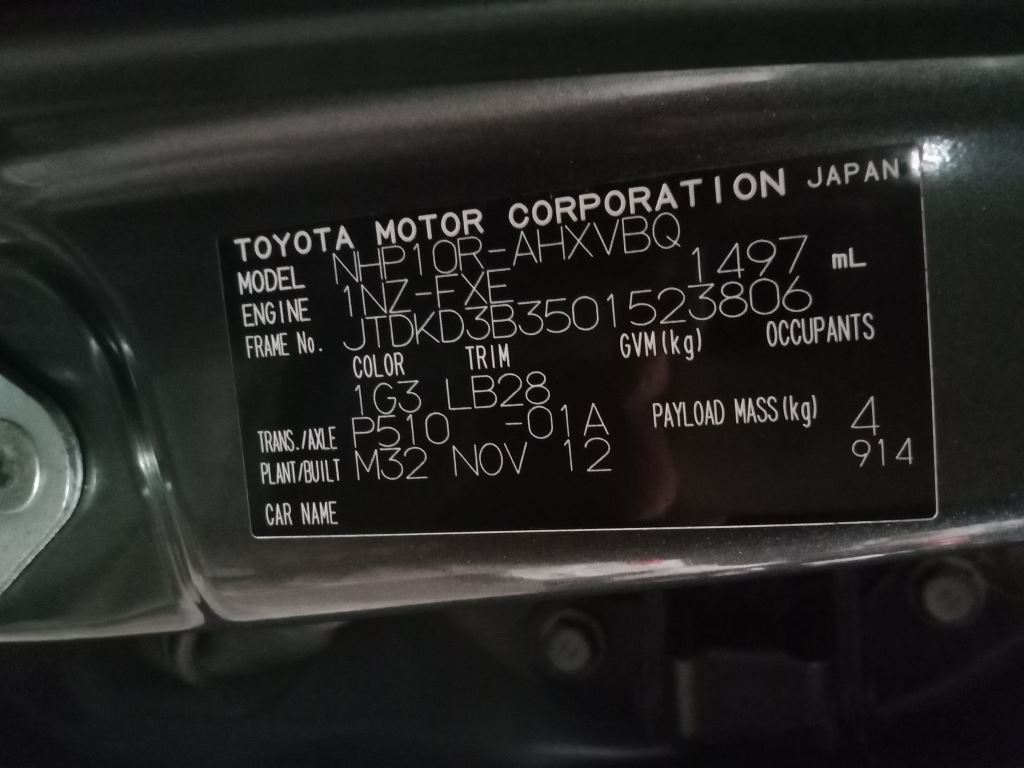 TOYOTA MOTOR CORPORATION JAPAN
MODEL NHP10R-AHXVBQ
ENGINE 1NZ-FXE 1497 mL
FRAME No. JTDKD3B3501523806
COLOR TRIM GVM(kg) OCCUPANTS
1G3 LB28
TRANS./AXLE P510 -01A PAYLOAD MASS(kg) 4
PLANT/BUILT M32 NOV 12 914
CAR NAME